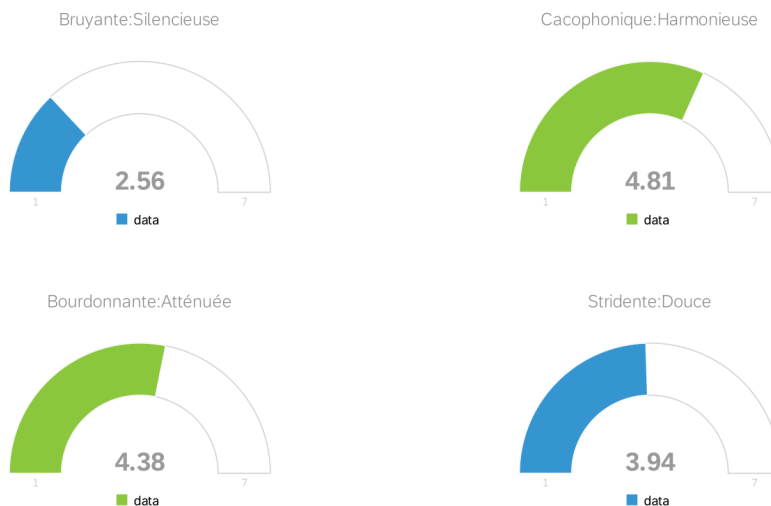 Bruyante:Silencieuse
2.56
1
7
data
Cacophonique:Harmonieuse
4.81
1
7
data
Bourdonnante:Atténuée
4.38
1
7
data
Stridente:Douce
3.94
1
7
data